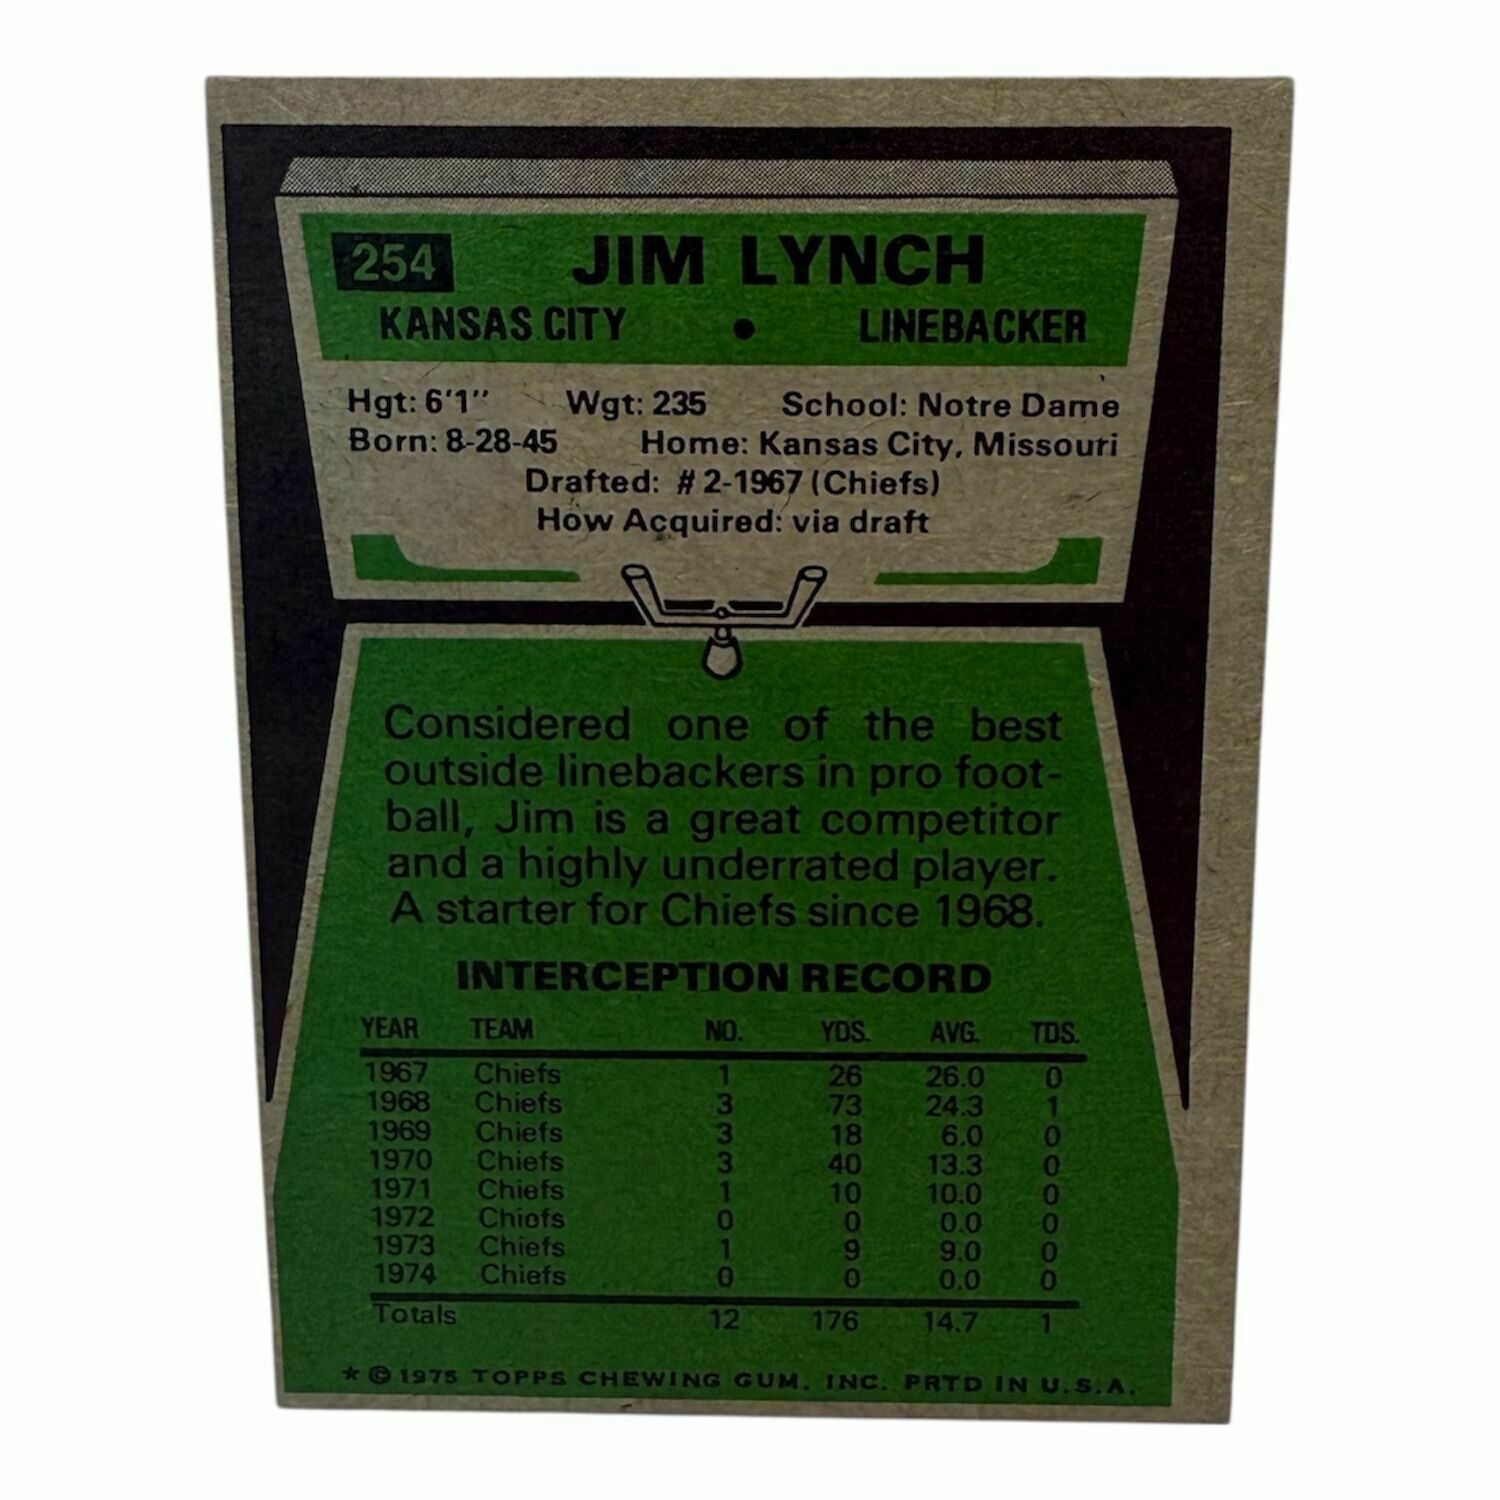 254 JIM LYNCH
KANSAS CITY • LINEBACKER
Hgt: 6'1" Wgt: 235 School: Notre Dame
Born: 8-28-45 Home: Kansas City, Missouri
Drafted: #2-1967 (Chiefs)
How Acquired: via draft
Considered one of the best
outside linebackers in pro foot-
ball, Jim is a great competitor
and a highly underrated player.
A starter for Chiefs since 1968.
INTERCEPTION RECORD
YEAR TEAM NO. YDS. AVG. TDS.
1967 Chiefs 1 26 26.0 0
1968 Chiefs 3 73 24.3 1
1969 Chiefs 3 18 6.0 0
1970 Chiefs 3 40 13.3 0
1971 Chiefs 1 10 10.0 0
1972 Chiefs 0 0 0.0 0
1973 Chiefs 1 9 9.0 0
1974 Chiefs 0 0 0.0 0
Totals 12 176 14.7 1
★ © 1975 TOPPS CHEWING GUM, INC. PRTD IN U.S.A.